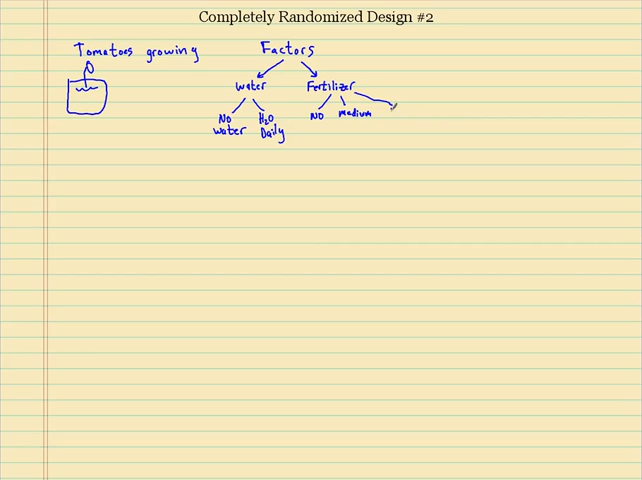 Completely Randomized Design #2
Tomatoes growing
Factors
Water
Fertilizer
No Water
H2O Daily
NO
Medium